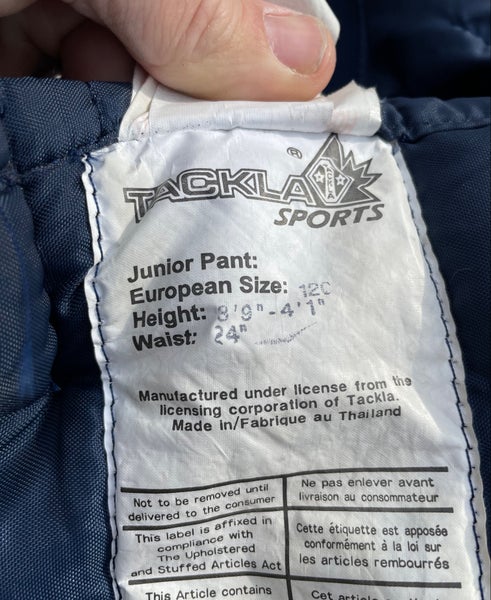 ®
TACKLA
SPORTS
Junior Pant:
European Size: 120
Height: 3'9"-4'1"
Waist: 24"
Manufactured under license from the
licensing corporation of Tackla.
Made in/Fabrique au Thailand
Not to be removed until
delivered to the consumer
Ne pas enlever avant
livraison au consommateur
This label is affixed in
compliance with
The Upholstered
and Stuffed Articles Act
Cette étiquette est apposée
conformément à la loi sur
les articles rembourrés
This Article contains
Cet article